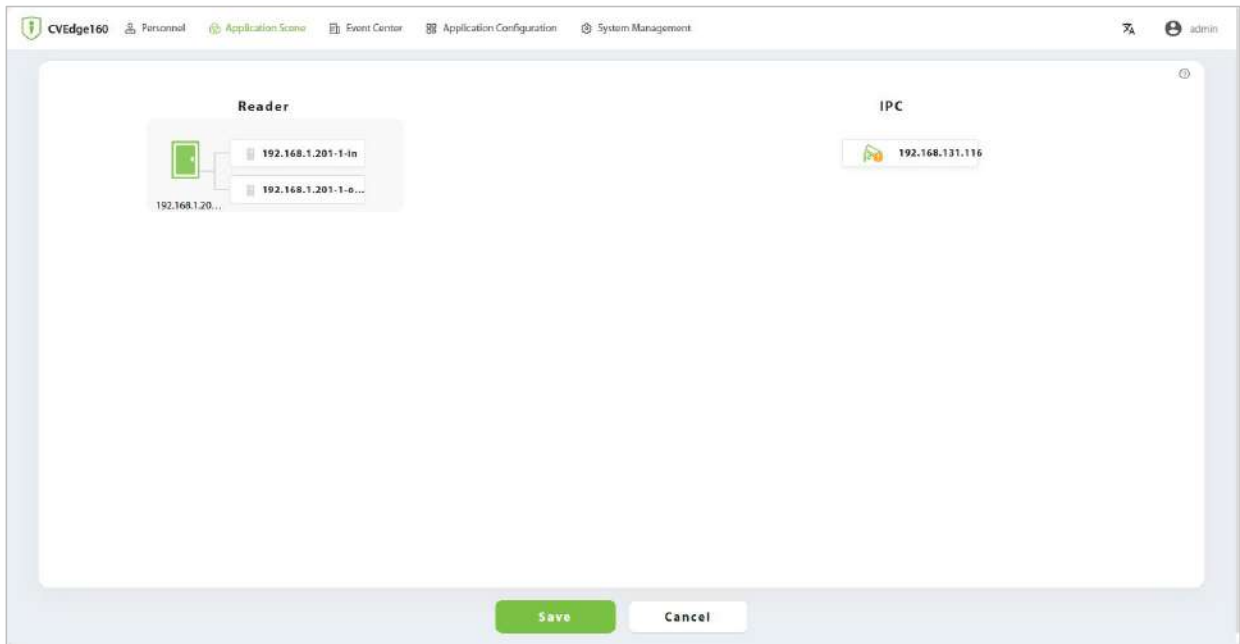 CVEdge160 Personnel Application Scene Event Center Application Configuration System Management admin
Reader IPC
192.168.1.201-1-in 192.168.131.116
192.168.1.201-1-o...
192.168.1.20...
Save Cancel